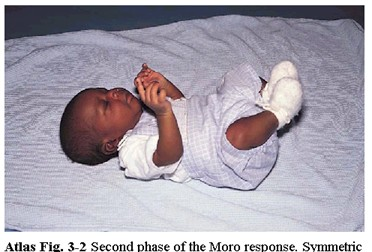 Atlas Fig. 3-2 Second phase of the Moro response. Symmetric